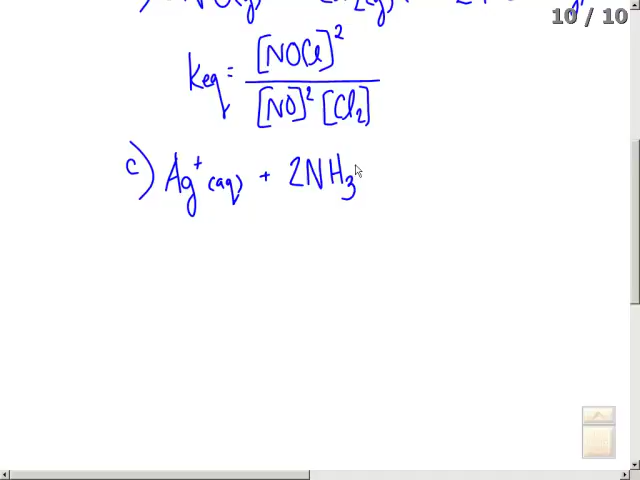 10 / 10
Keq = [NOCl]² / [NO]² [Cl₂]
c) Ag⁺(aq) + 2NH₃